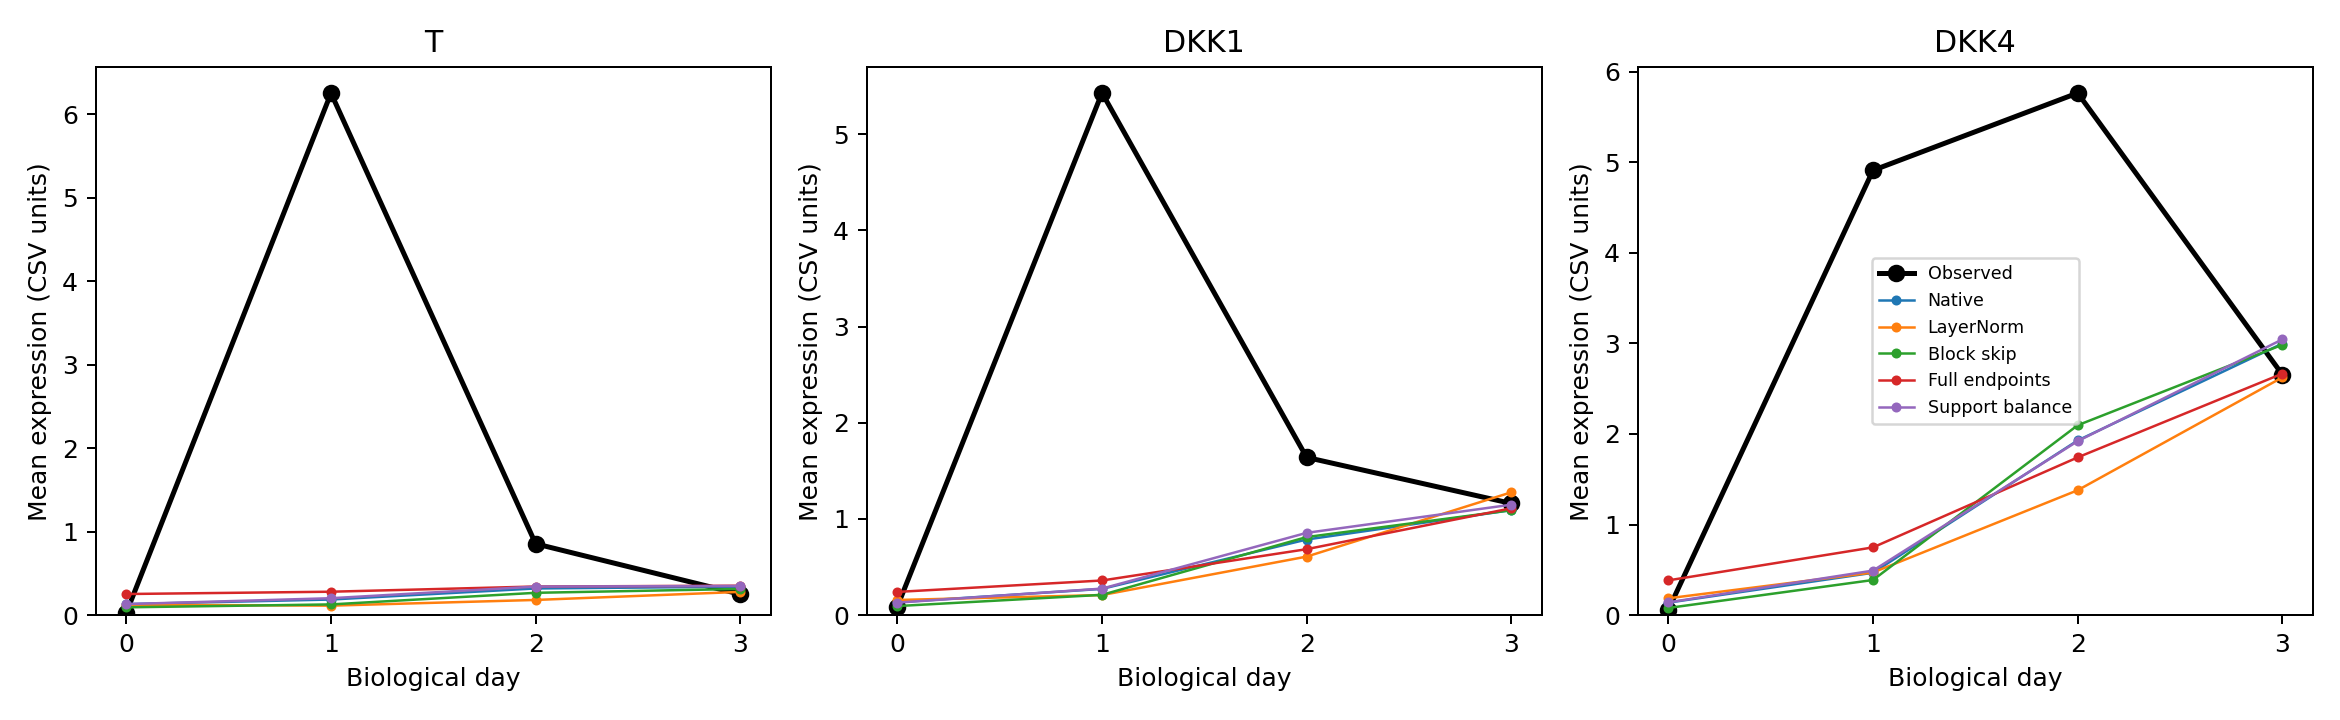 T
Mean expression (CSV units)
6
5
4
3
2
1
0
0 1 2 3
Biological day
DKK1
Mean expression (CSV units)
5
4
3
2
1
0
0 1 2 3
Biological day
DKK4
Mean expression (CSV units)
6
5
4
3
2
1
0
Observed
Native
LayerNorm
Block skip
Full endpoints
Support balance
0 1 2 3
Biological day